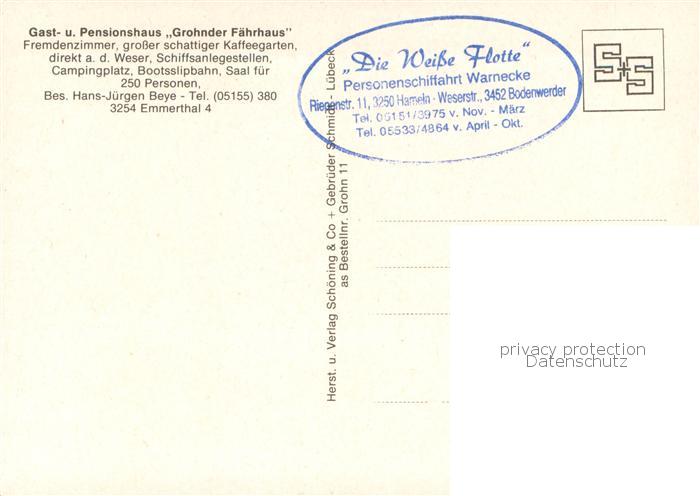 Gast- u. Pensionshaus „Grohnder Fährhaus"
Fremdenzimmer, großer schattiger Kaffeegarten,
direkt a. d. Weser, Schiffsanlegestellen,
Campingplatz, Bootsslipbahn, Saal für
250 Personen,
Bes. Hans-Jürgen Beye - Tel. (05155) 380
3254 Emmerthal 4
„Die Weiße Flotte"
Personenschiffahrt Warnecke
Riepenstr. 11, 3250 Hameln · Weserstr., 3452 Bodenwerder
Tel. 05151/3975 v. Nov. - März
Tel. 05533/4864 v. April - Okt.
S+S
Herst. u. Verlag Schöning & Co + Gebrüder Schmidt - Lübeck
as Bestellnr. Grohn 11
privacy protection
Datenschutz